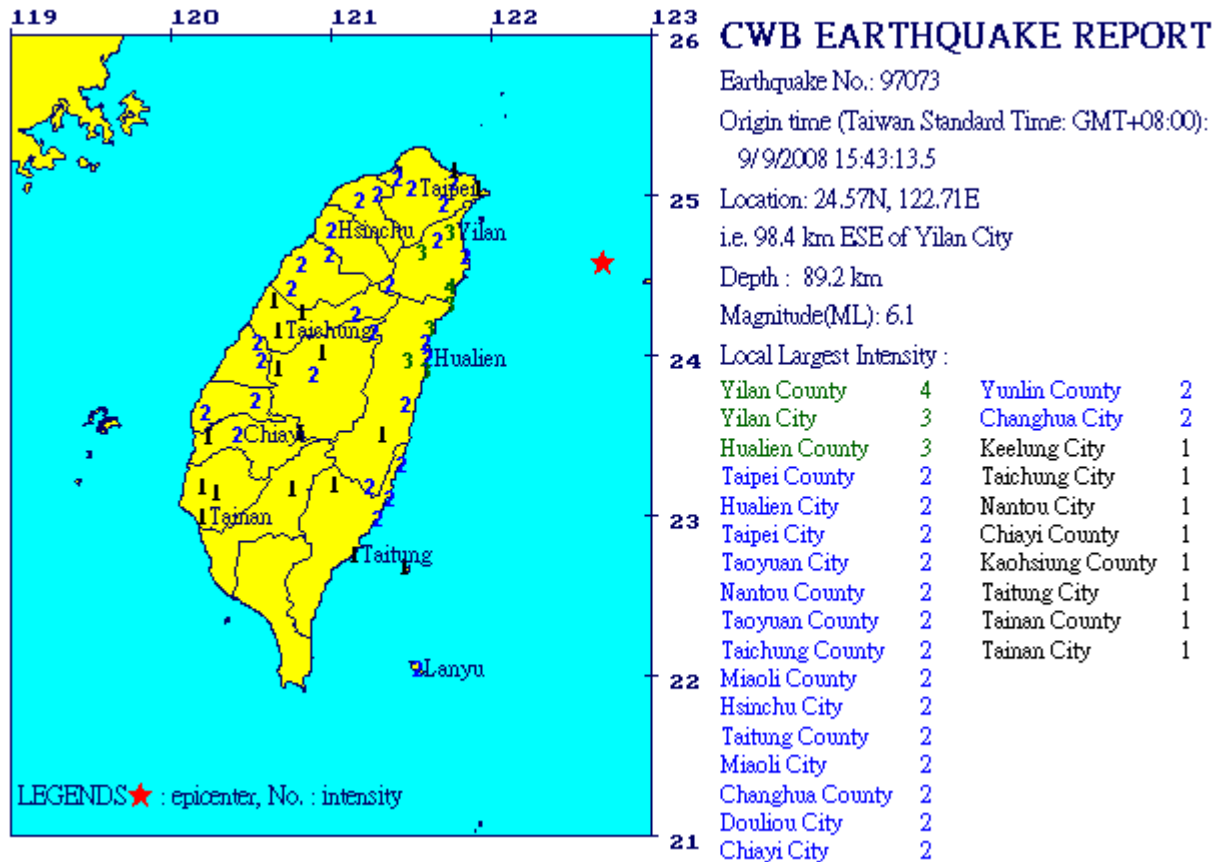 119 120 121 122 123
26
25
24
23
22
21
Taipei
Hsinchu
Yilan
Taichung
Hualien
Chiayi
Tainan
Taitung
Lanyu
LEGENDS★ : epicenter, No. : intensity
CWB EARTHQUAKE REPORT
Earthquake No.: 97073
Origin time (Taiwan Standard Time: GMT+08:00):
9/ 9/2008 15:43:13.5
Location: 24.57N, 122.71E
i.e. 98.4 km ESE of Yilan City
Depth : 89.2 km
Magnitude(ML): 6.1
Local Largest Intensity :
Yilan County 4
Yilan City 3
Hualien County 3
Taipei County 2
Hualien City 2
Taipei City 2
Taoyuan City 2
Nantou County 2
Taoyuan County 2
Taichung County 2
Miaoli County 2
Hsinchu City 2
Taitung County 2
Miaoli City 2
Changhua County 2
Douliou City 2
Chiayi City 2
Yunlin County 2
Changhua City 2
Keelung City 1
Taichung City 1
Nantou City 1
Chiayi County 1
Kaohsiung County 1
Taitung City 1
Tainan County 1
Tainan City 1